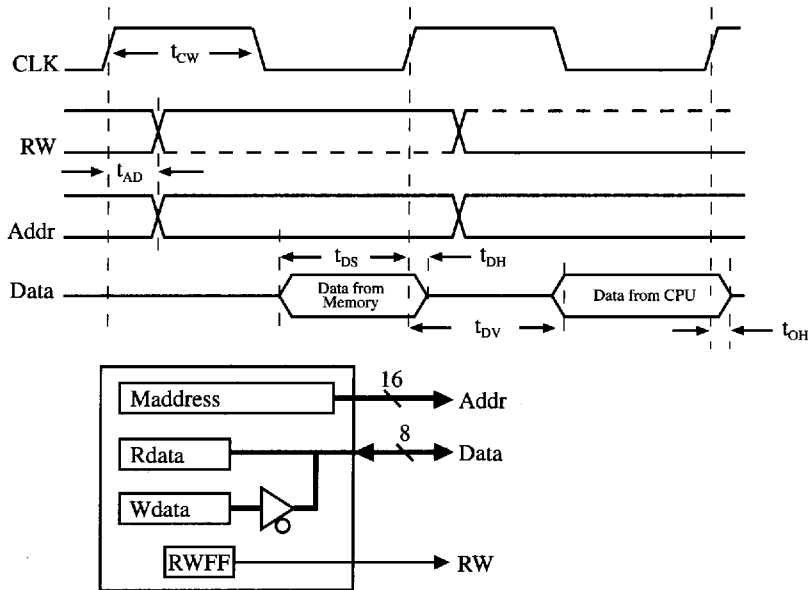 CLK
t_CW
RW
t_AD
Addr
t_DS
t_DH
Data
Data from
Memory
Data from CPU
t_DV
t_OH
Maddress
16
Addr
Rdata
8
Data
Wdata
RWFF
RW